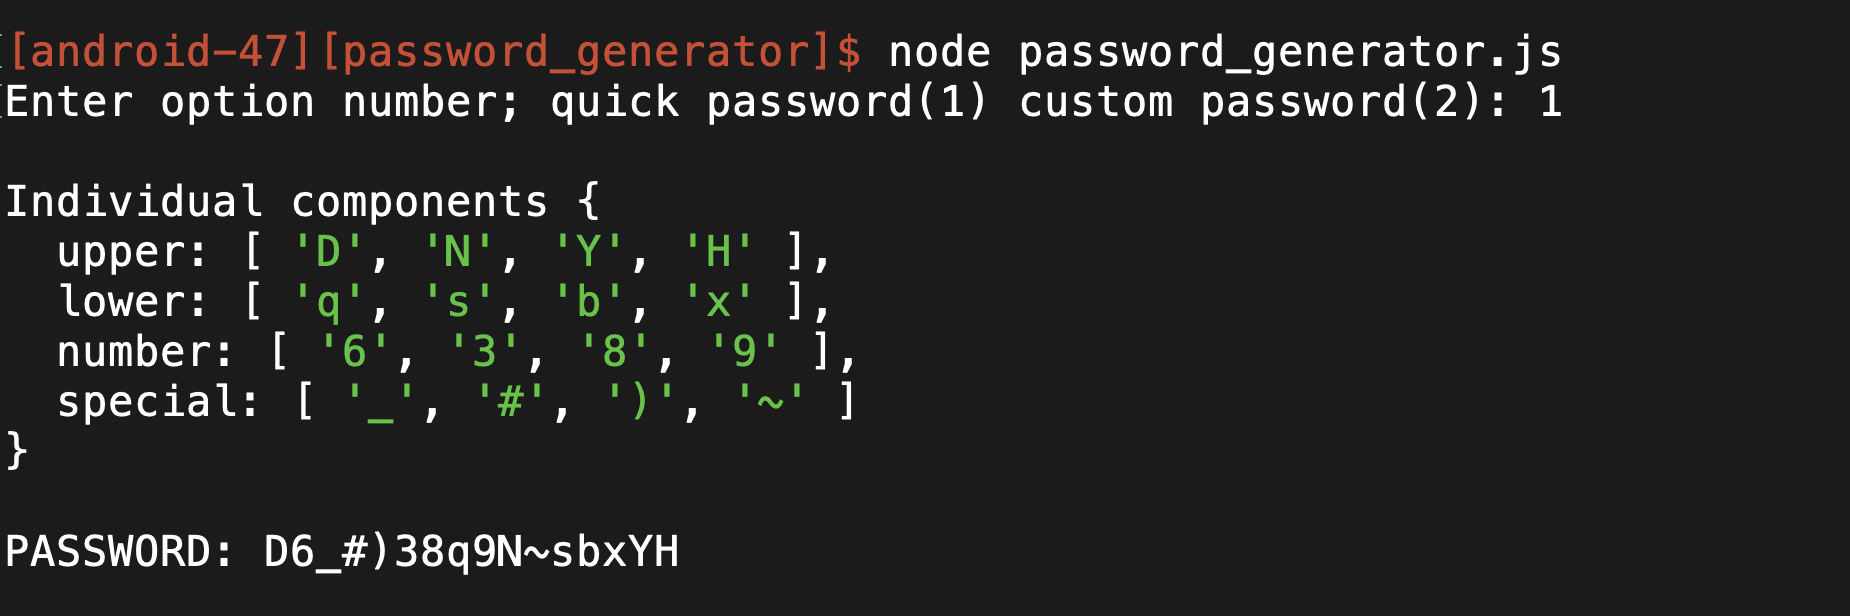 [android-47][password_generator]$ node password_generator.js
Enter option number; quick password(1) custom password(2): 1
Individual components {
  upper: [ 'D', 'N', 'Y', 'H' ],
  lower: [ 'q', 's', 'b', 'x' ],
  number: [ '6', '3', '8', '9' ],
  special: [ '_', '#', ')', '~' ]
}
PASSWORD: D6_#)38q9N~sbxYH